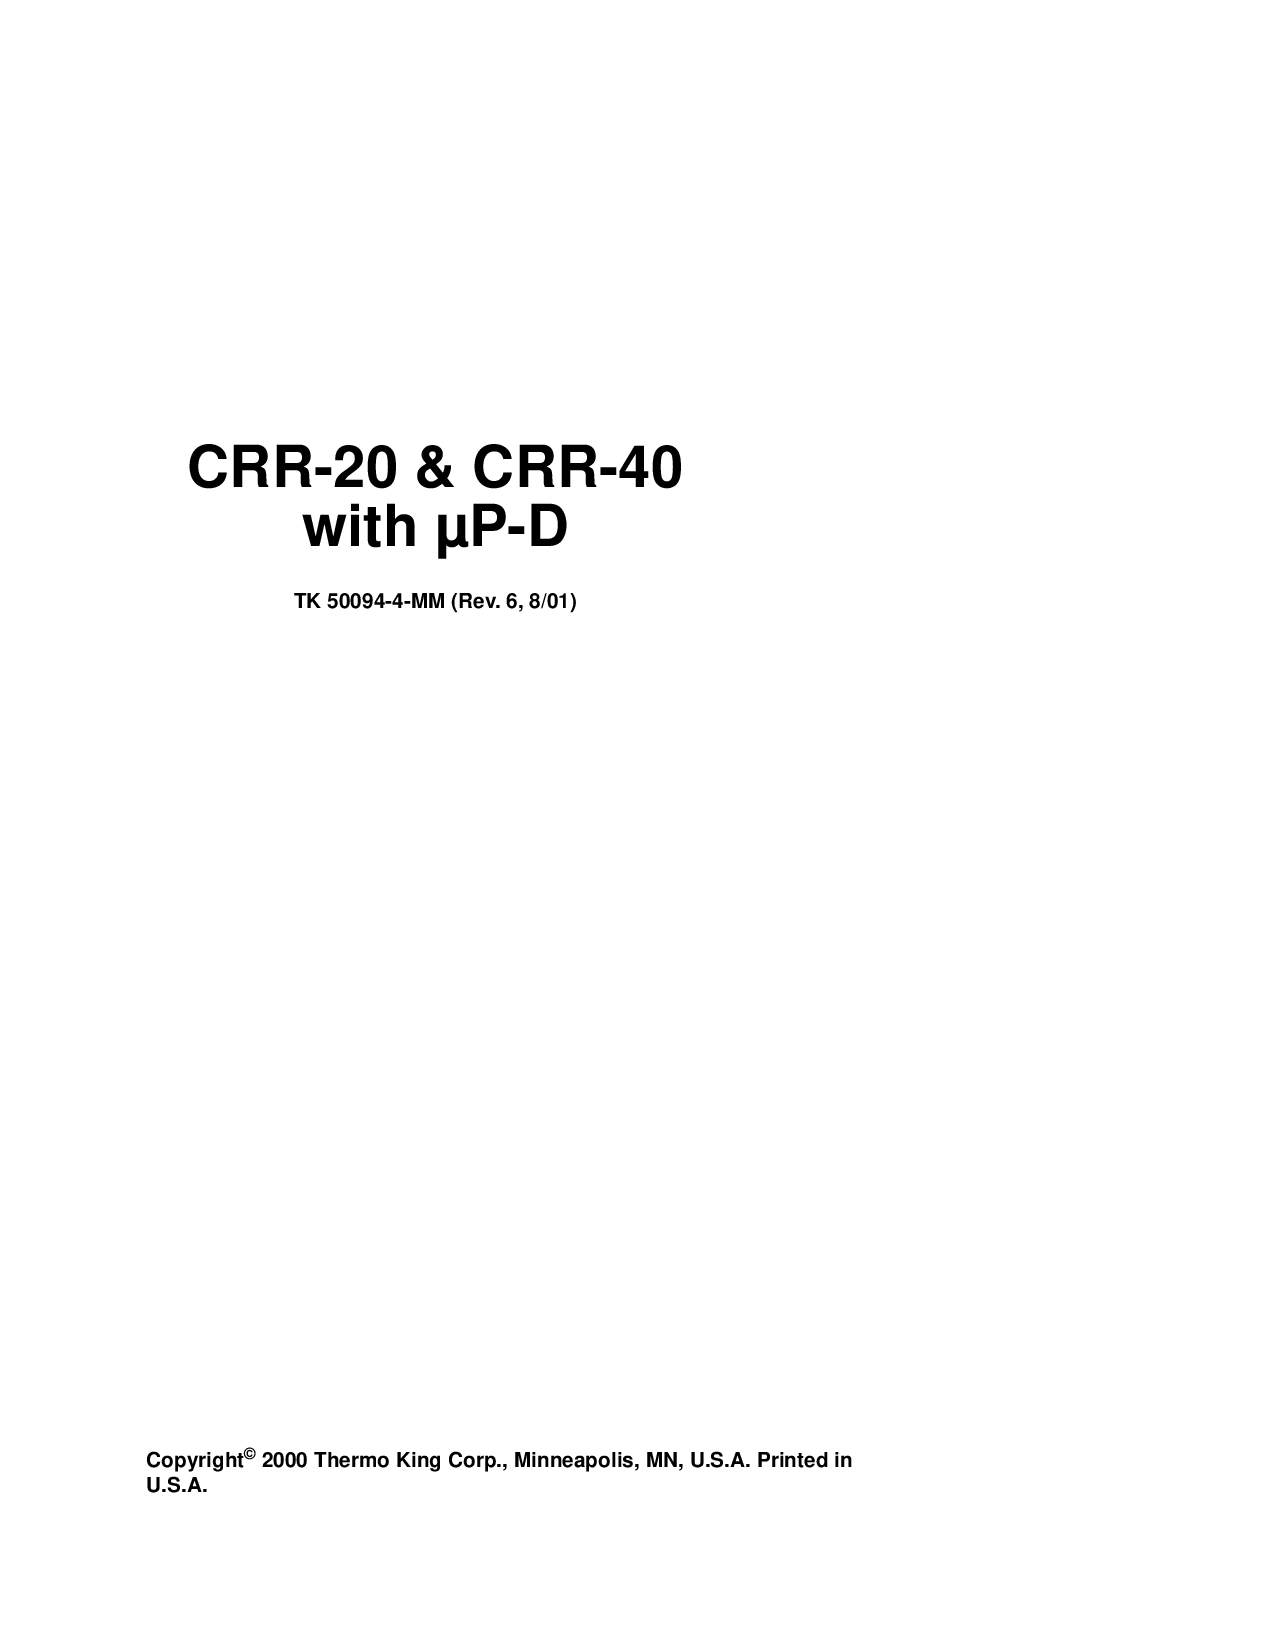 CRR-20 & CRR-40
with µP-D
TK 50094-4-MM (Rev. 6, 8/01)
Copyright© 2000 Thermo King Corp., Minneapolis, MN, U.S.A. Printed in
U.S.A.